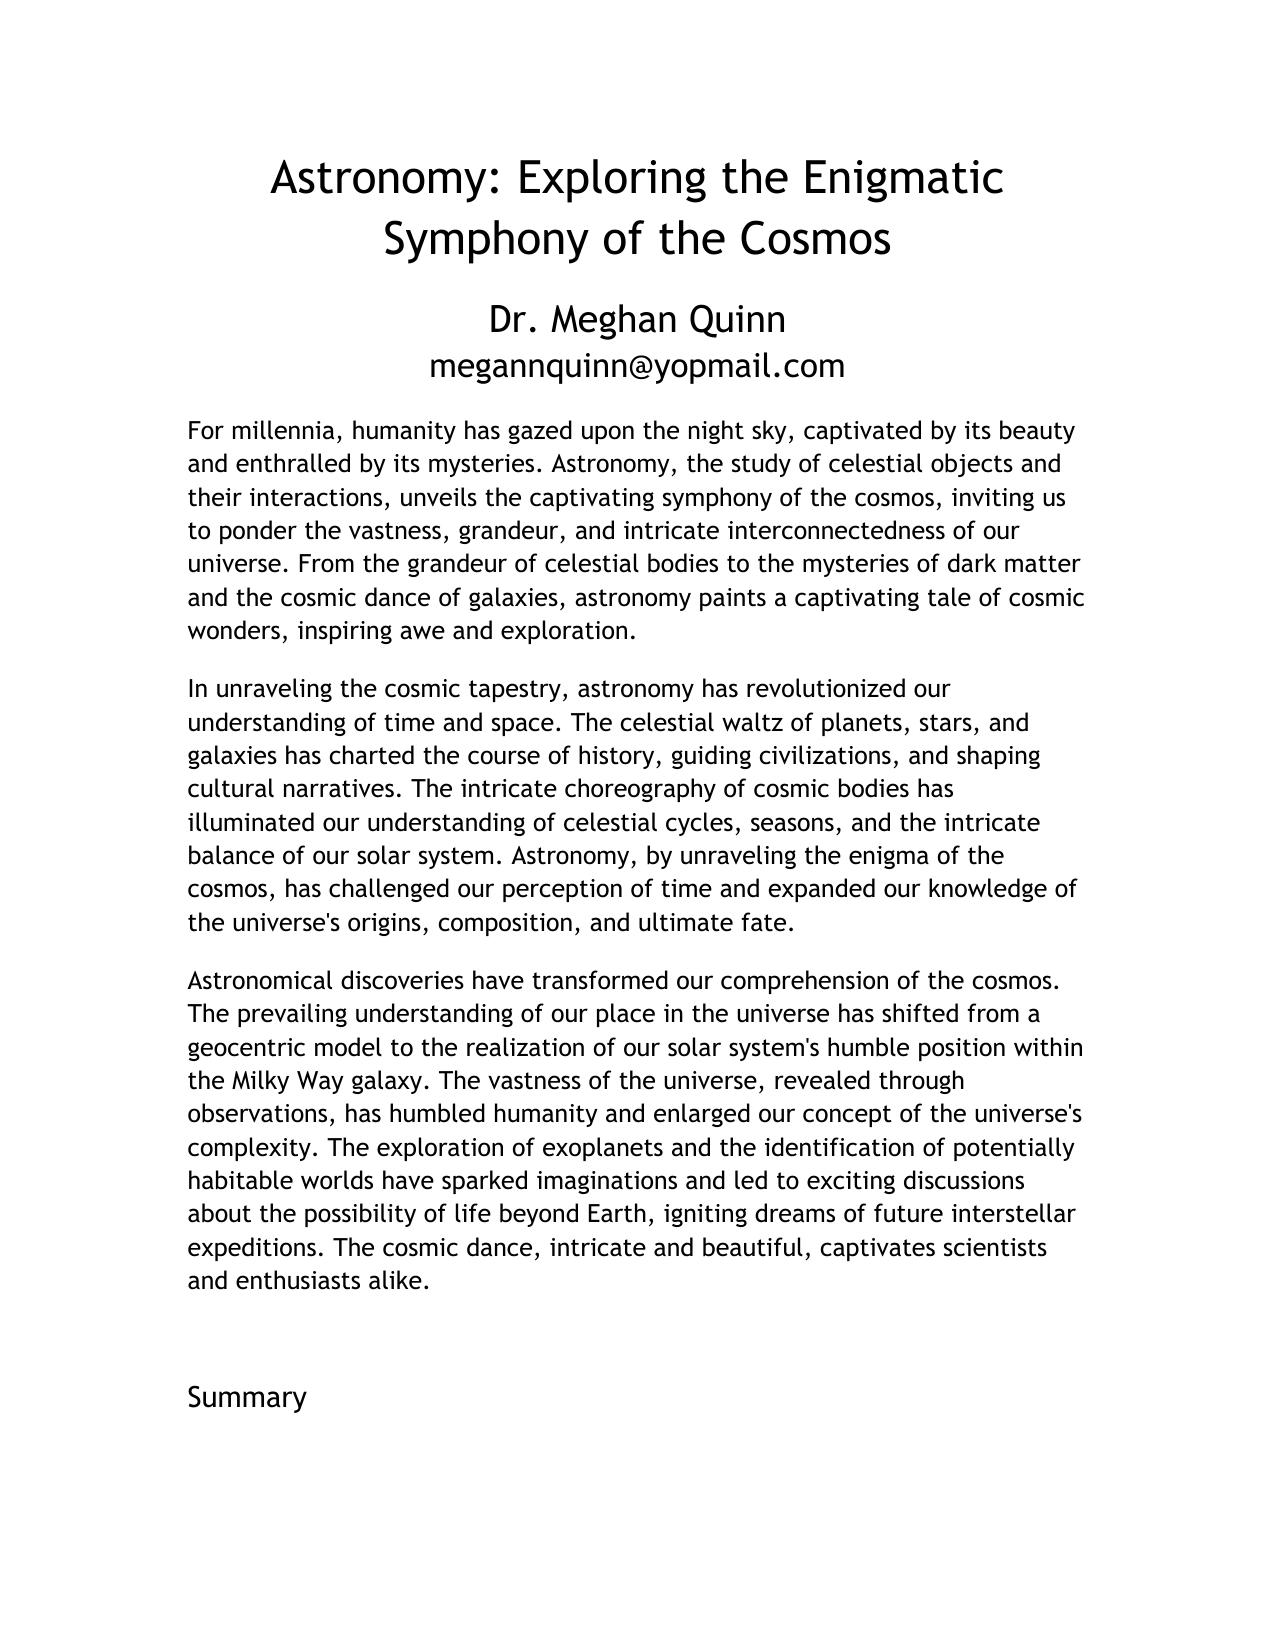 Astronomy: Exploring the Enigmatic
Symphony of the Cosmos
Dr. Meghan Quinn
megannquinn@yopmail.com
For millennia, humanity has gazed upon the night sky, captivated by its beauty
and enthralled by its mysteries. Astronomy, the study of celestial objects and
their interactions, unveils the captivating symphony of the cosmos, inviting us
to ponder the vastness, grandeur, and intricate interconnectedness of our
universe. From the grandeur of celestial bodies to the mysteries of dark matter
and the cosmic dance of galaxies, astronomy paints a captivating tale of cosmic
wonders, inspiring awe and exploration.
In unraveling the cosmic tapestry, astronomy has revolutionized our
understanding of time and space. The celestial waltz of planets, stars, and
galaxies has charted the course of history, guiding civilizations, and shaping
cultural narratives. The intricate choreography of cosmic bodies has
illuminated our understanding of celestial cycles, seasons, and the intricate
balance of our solar system. Astronomy, by unraveling the enigma of the
cosmos, has challenged our perception of time and expanded our knowledge of
the universe's origins, composition, and ultimate fate.
Astronomical discoveries have transformed our comprehension of the cosmos.
The prevailing understanding of our place in the universe has shifted from a
geocentric model to the realization of our solar system's humble position within
the Milky Way galaxy. The vastness of the universe, revealed through
observations, has humbled humanity and enlarged our concept of the universe's
complexity. The exploration of exoplanets and the identification of potentially
habitable worlds have sparked imaginations and led to exciting discussions
about the possibility of life beyond Earth, igniting dreams of future interstellar
expeditions. The cosmic dance, intricate and beautiful, captivates scientists
and enthusiasts alike.
Summary